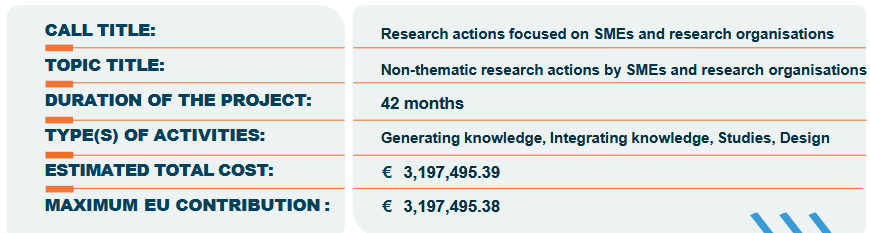 CALL TITLE: Research actions focused on SMEs and research organisations
TOPIC TITLE: Non-thematic research actions by SMEs and research organisations
DURATION OF THE PROJECT: 42 months
TYPE(S) OF ACTIVITIES: Generating knowledge, Integrating knowledge, Studies, Design
ESTIMATED TOTAL COST: € 3,197,495.39
MAXIMUM EU CONTRIBUTION : € 3,197,495.38